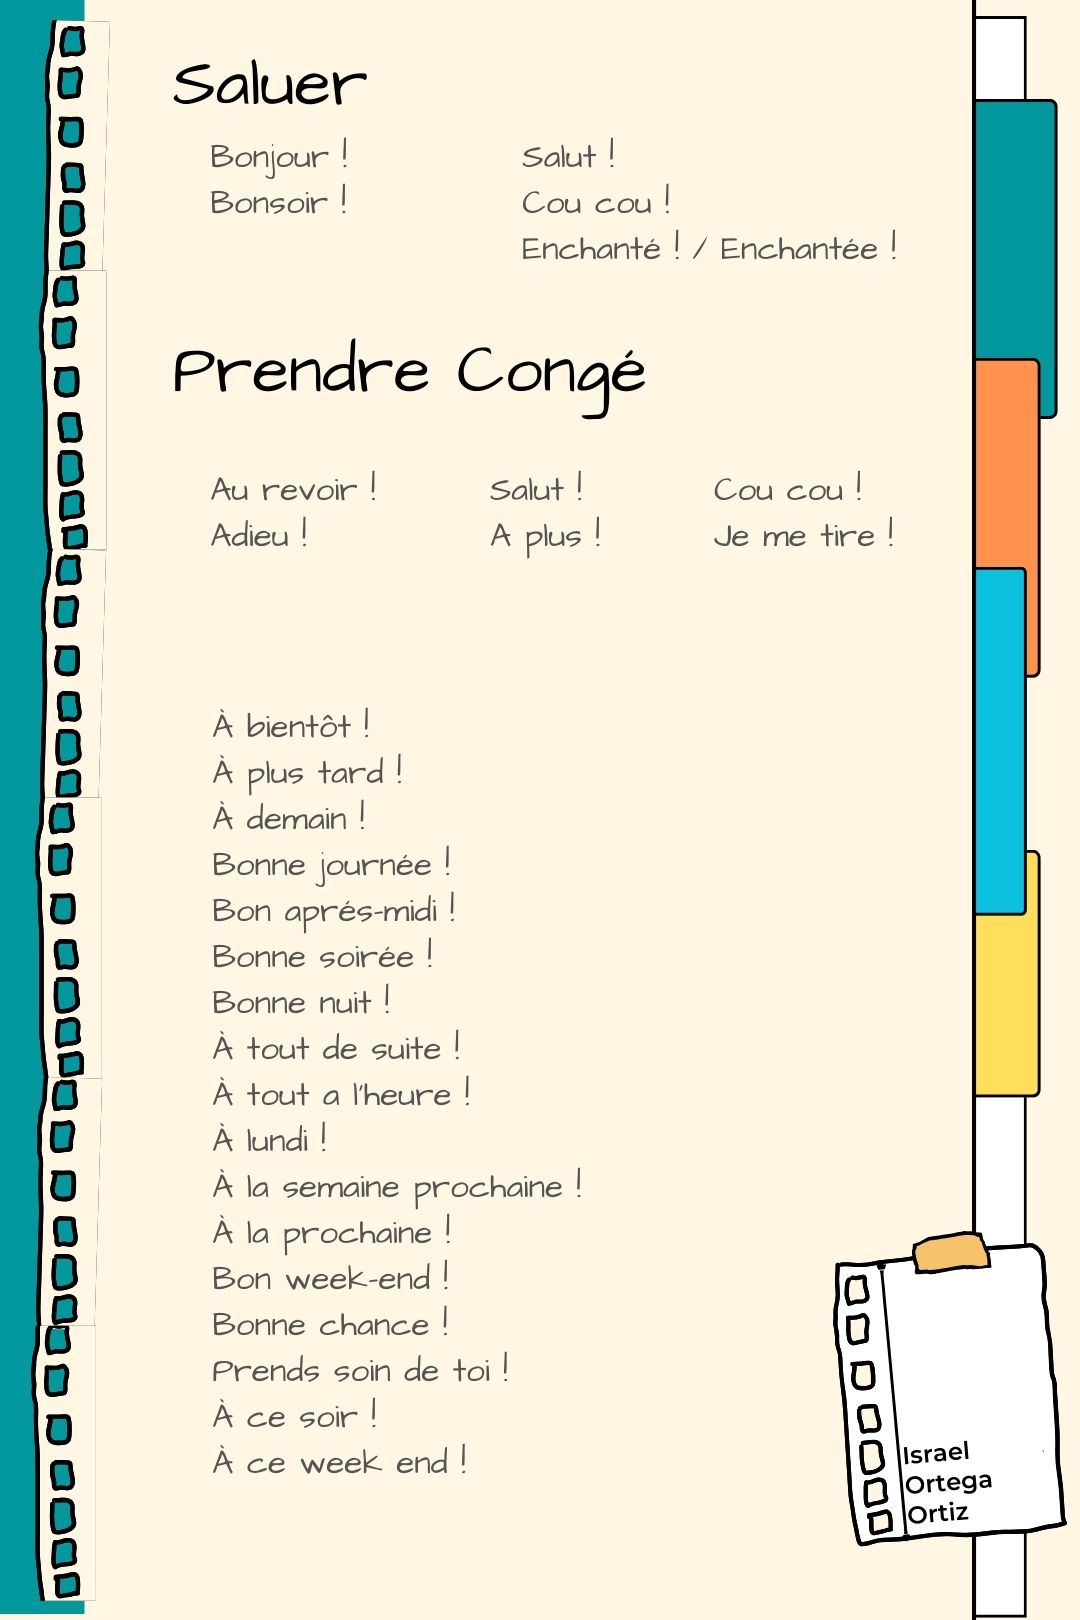 Saluer
Bonjour ! Salut !
Bonsoir ! Cou cou !
Enchanté ! / Enchantée !
Prendre Congé
Au revoir ! Salut ! Cou cou !
Adieu ! A plus ! Je me tire !
À bientôt !
À plus tard !
À demain !
Bonne journée !
Bon aprés-midi !
Bonne soirée !
Bonne nuit !
À tout de suite !
À tout a l'heure !
À lundi !
À la semaine prochaine !
À la prochaine !
Bon week-end !
Bonne chance !
Prends soin de toi !
À ce soir !
À ce week end !
Israel
Ortega
Ortiz